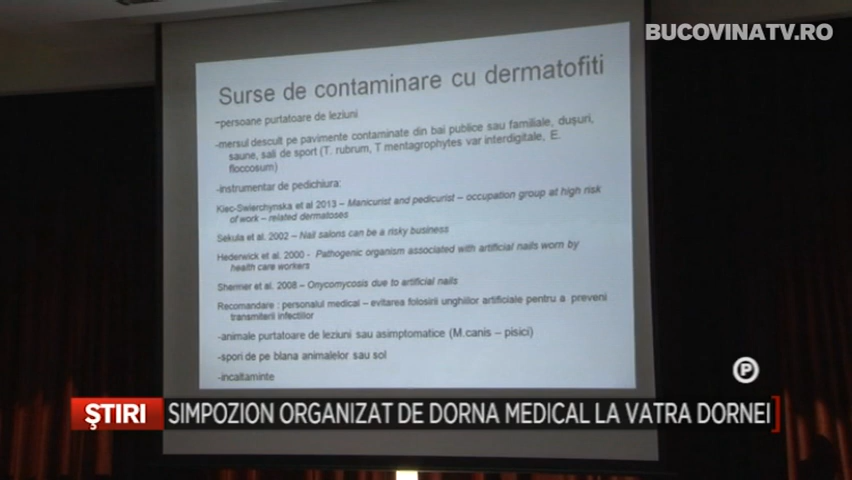 BUCOVINATV.RO
Surse de contaminare cu dermatofiti
-persoane purtatoare de leziuni
-mersul descult pe pavimente contaminate din bai publice sau familiale, dușuri,
saune, sali de sport (T. rubrum, T mentagrophytes var interdigitale, E.
floccosum)
-instrumentar de pedichiura:
Kiec-Swierchynska et al 2013 – Manicurist and pedicurist – occupation group at high risk
of work – related dermatoses
Sekula et al. 2002 – Nail salons can be a risky business
Hederwick et al. 2000 - Pathogenic organism associated with artificial nails worn by
health care workers
Shemer et al. 2008 – Onycomycosis due to artificial nails
Recomandare : personalul medical – evitarea folosirii unghiilor artificiale pentru a preveni
transmiterii infectiilor
-animale purtatoare de leziuni sau asimptomatice (M.canis – pisici)
-spori de pe blana animalelor sau sol
-incaltaminte
P
ŞTIRI SIMPOZION ORGANIZAT DE DORNA MEDICAL LA VATRA DORNEI